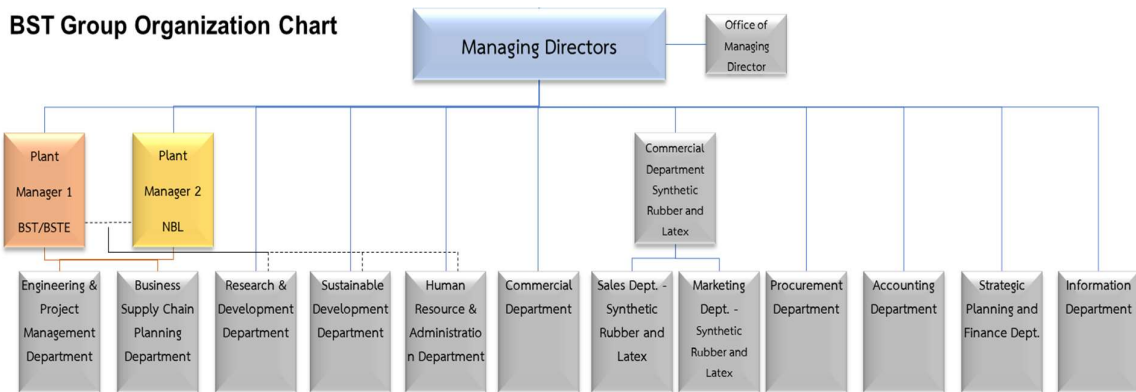 BST Group Organization Chart
Managing Directors
Office of
Managing
Director
Plant
Manager 1
BST/BSTE
Plant
Manager 2
NBL
Commercial
Department
Synthetic
Rubber and
Latex
Engineering &
Project
Management
Department
Business
Supply Chain
Planning
Department
Research &
Development
Department
Sustainable
Development
Department
Human
Resource &
Administratio
n Department
Commercial
Department
Sales Dept. -
Synthetic
Rubber and
Latex
Marketing
Dept. -
Synthetic
Rubber and
Latex
Procurement
Department
Accounting
Department
Strategic
Planning and
Finance Dept.
Information
Department